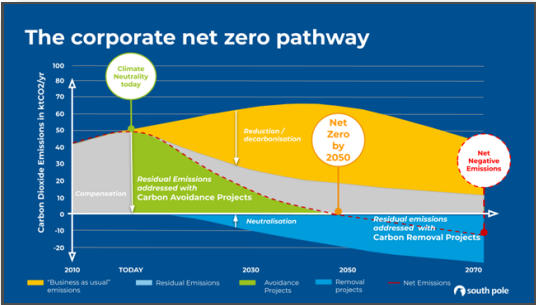 The corporate net zero pathway
Carbon Dioxide Emissions in ktCO2/yr
100
80
60
50
40
30
20
10
0
-10
-20
Climate
Neutrality
today
Reduction /
decarbonisation
Net
Zero
by
2050
Net
Negative
Emissions
Compensation
Residual Emissions
addressed with
Carbon Avoidance Projects
Neutralisation
Residual emissions
addressed with
Carbon Removal Projects
2010
TODAY
2030
2050
2070
"Business as usual"
emissions
Residual Emissions
Avoidance
Projects
Removal
projects
Net Emissions
south pole